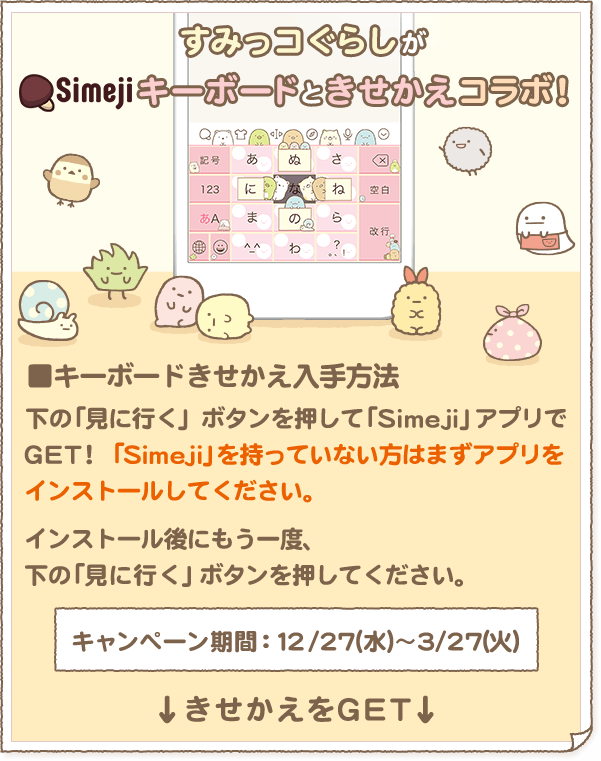 すみっコぐらしが
Simejiキーボードときせかえコラボ!
記号 あ ぬ さ
123 に な ね 空白
あA ま の ら 改行
^_^ わ 、。?!
■キーボードきせかえ入手方法
下の「見に行く」ボタンを押して「Simeji」アプリで
GET! 「Simeji」を持っていない方はまずアプリを
インストールしてください。
インストール後にもう一度、
下の「見に行く」ボタンを押してください。
キャンペーン期間:12/27(水)~3/27(火)
↓きせかえをGET↓